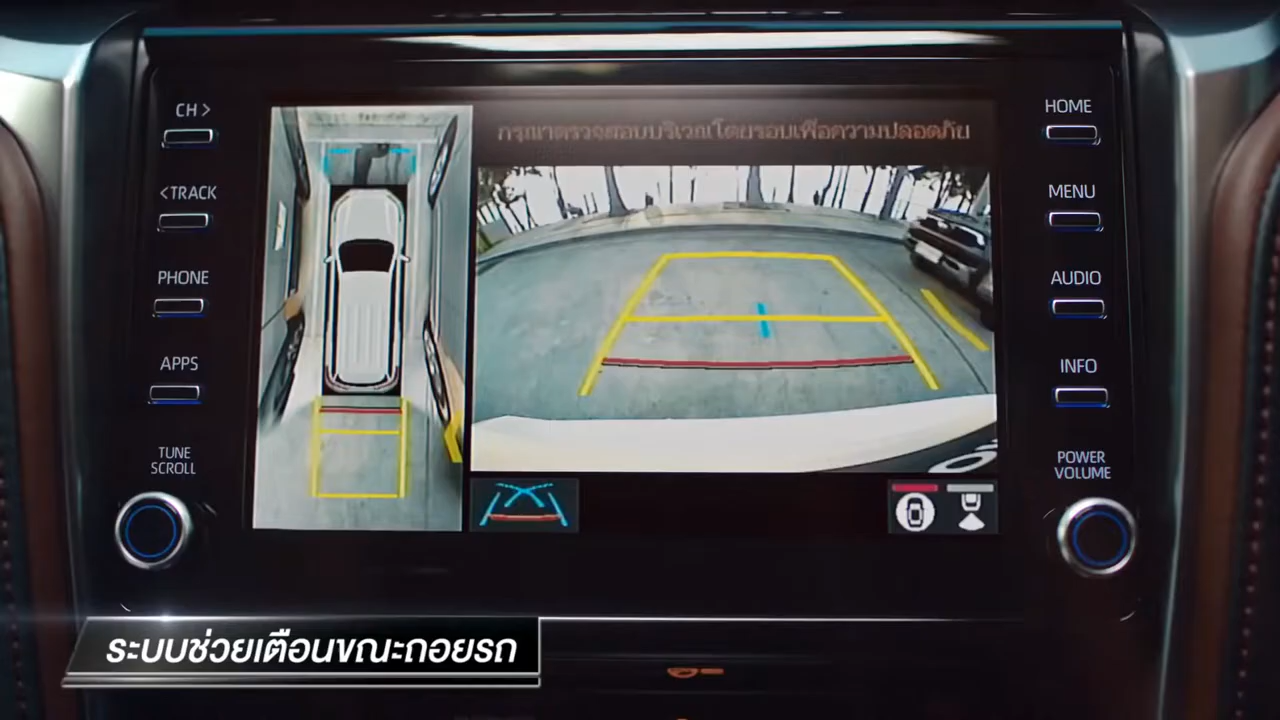 CH >
<TRACK
PHONE
APPS
TUNE
SCROLL
กรุณาตรวจสอบบริเวณโดยรอบเพื่อความปลอดภัย
HOME
MENU
AUDIO
INFO
POWER
VOLUME
ระบบช่วยเตือนขณะถอยรถ